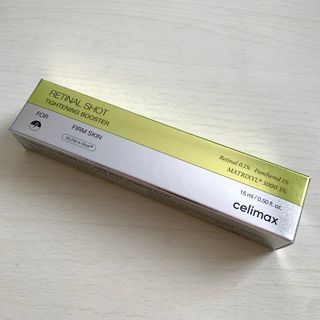 RETINAL SHOT
TIGHTENING BOOSTER
FOR
FIRM SKIN
Retinal 0.1% Panthenol 1%
MATRIXYL® 3000 3%
15 ml / 0.50 fl. oz.
celimax